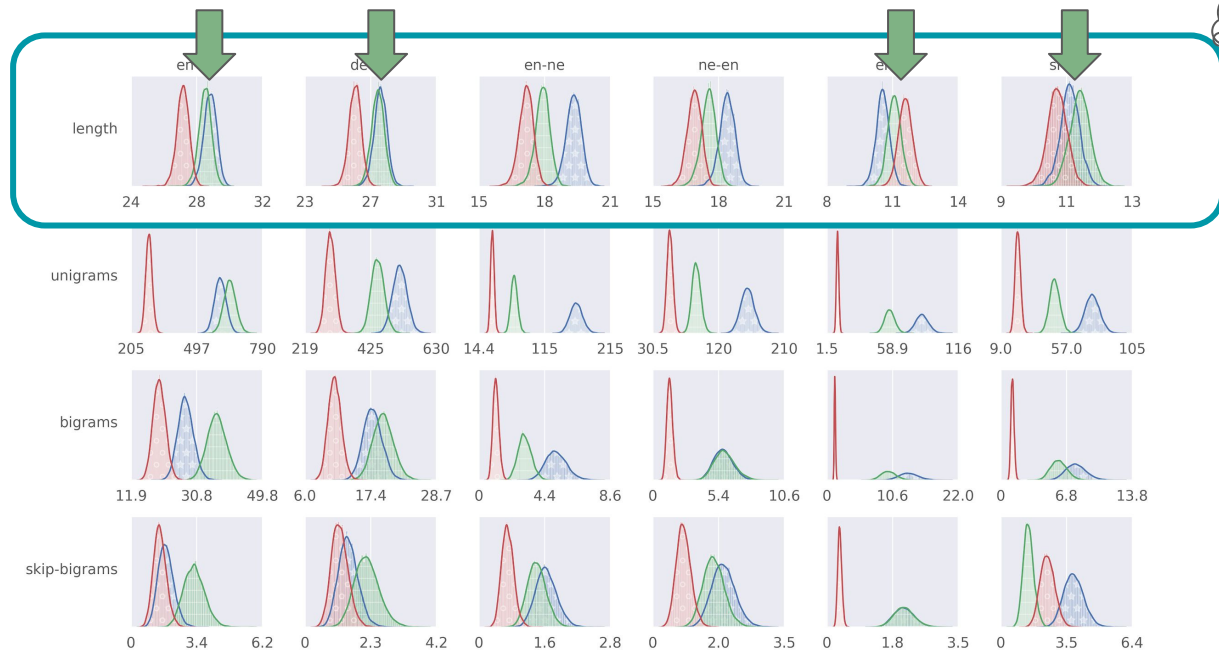 en-ne ne-en
length
24 28 32 23 27 31 15 18 21 15 18 21 8 11 14 9 11 13
unigrams
205 497 790 219 425 630 14.4 115 215 30.5 120 210 1.5 58.9 116 9.0 57.0 105
bigrams
11.9 30.8 49.8 6.0 17.4 28.7 0 4.4 8.6 0 5.4 10.6 0 10.6 22.0 0 6.8 13.8
skip-bigrams
0 3.4 6.2 0 2.3 4.2 0 1.6 2.8 0 2.0 3.5 0 1.8 3.5 0 3.5 6.4